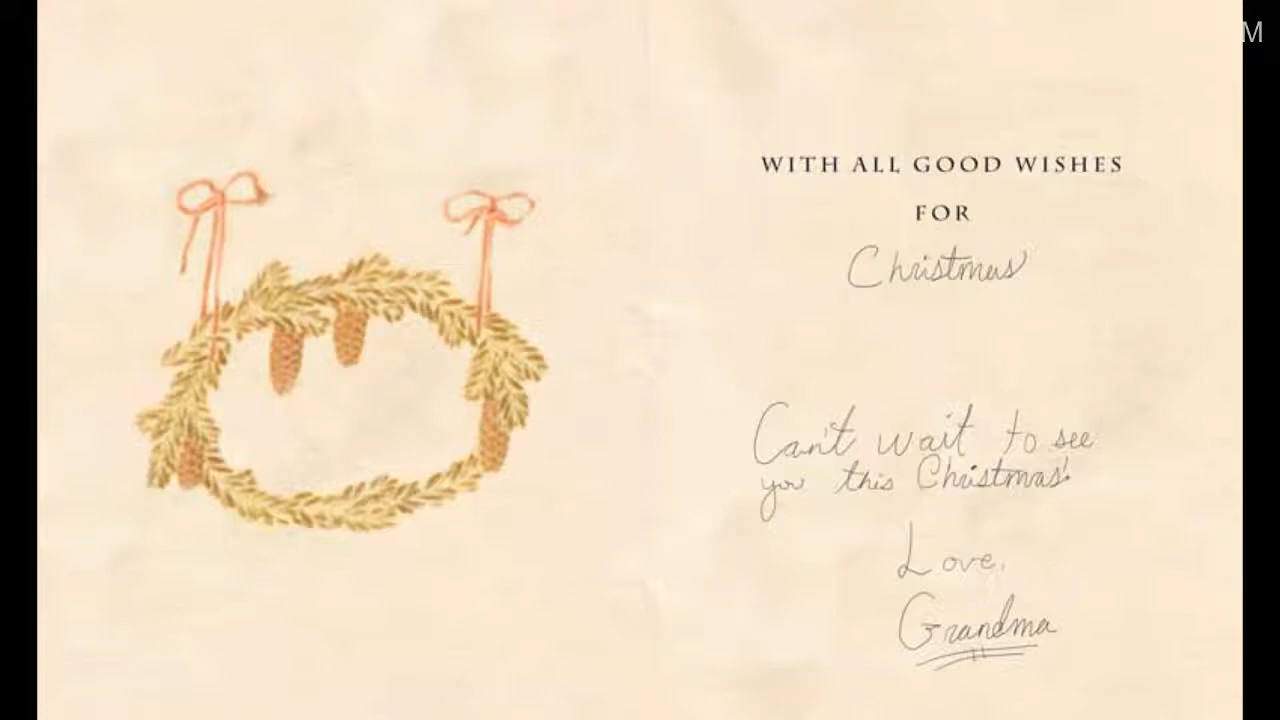 M
WITH ALL GOOD WISHES
FOR
Christmas
Can't wait to see
you this Christmas!
Love,
Grandma